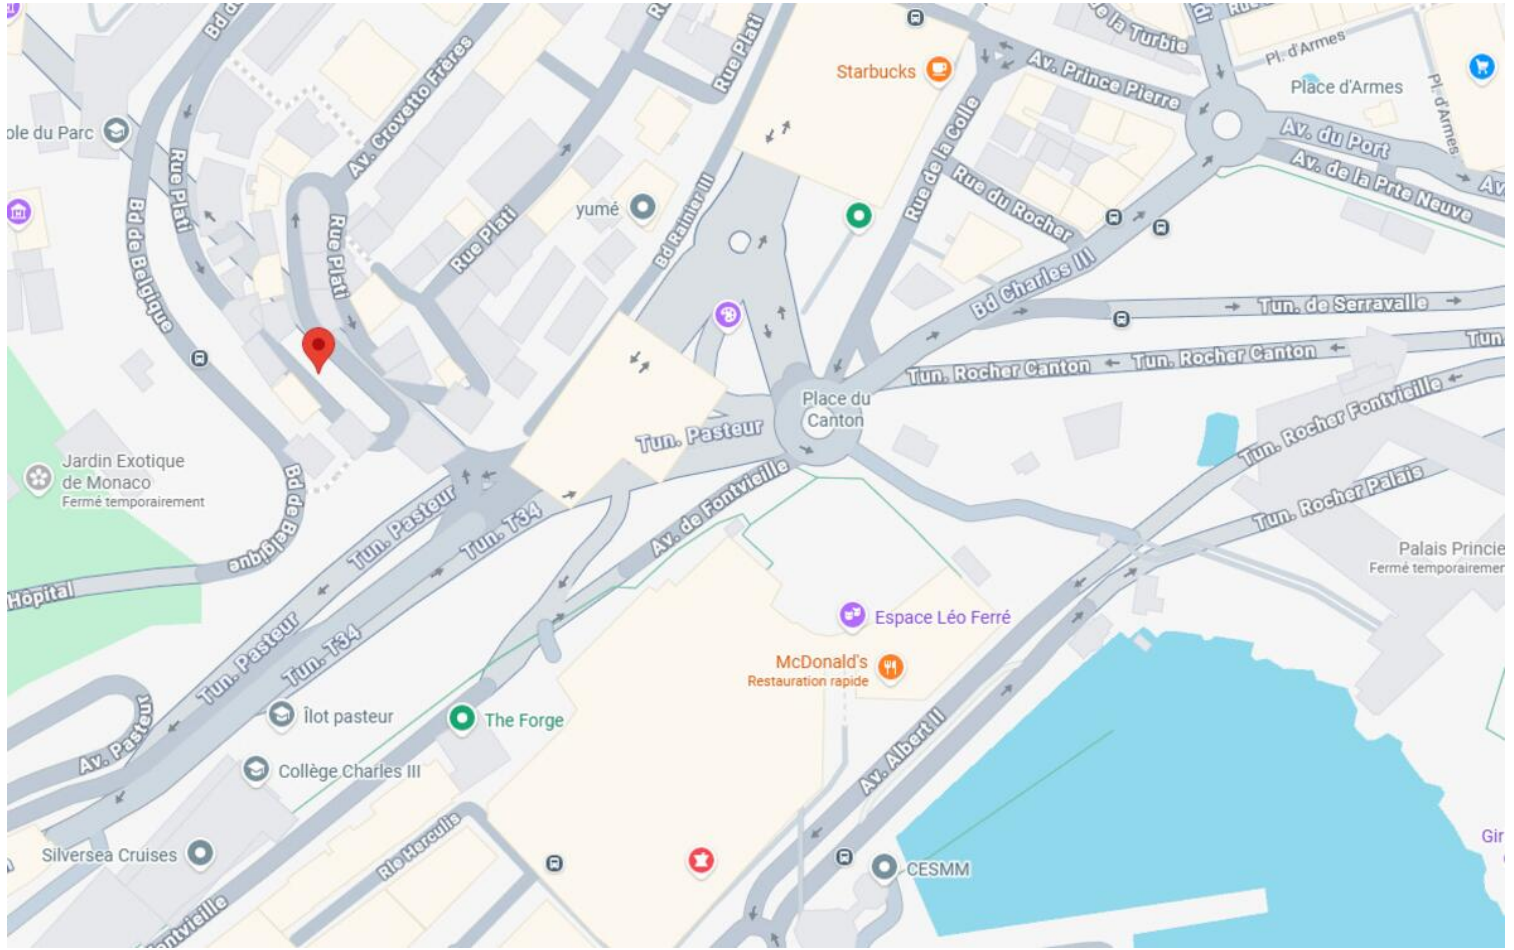 Bd d
Rue Plati
de la Turbie
Pl. d'Armes
Av. Crovetto Frères
Starbucks
Av. Prince Pierre
Place d'Armes
Pl. d'Armes
ole du Parc
Rue Plati
Rue de la Colle
Av. du Port
Av. de la Prte Neuve
Av
Bd de Belgique
yumé
Bd Rainier III
Rue du Rocher
Rue Plati
Rue Plati
Bd Charles III
Tun. de Serravalle
Tun. Rocher Canton
Tun. Rocher Canton
Tun.
Place du
Canton
Tun. Pasteur
Tun. Rocher Fontvieille
Jardin Exotique
de Monaco
Fermé temporairement
Bd de Belgique
Tun. Pasteur
Tun. T34
Av. de Fontvieille
Tun. Rocher Palais
Palais Princie
Fermé temporairemer
Hôpital
Espace Léo Ferré
Tun. Pasteur
Tun. T34
McDonald's
Restauration rapide
Av. Pasteur
Îlot pasteur
The Forge
Av. Albert II
Collège Charles III
Rle Herculis
Gir
Silversea Cruises
CESMM
ontvieille